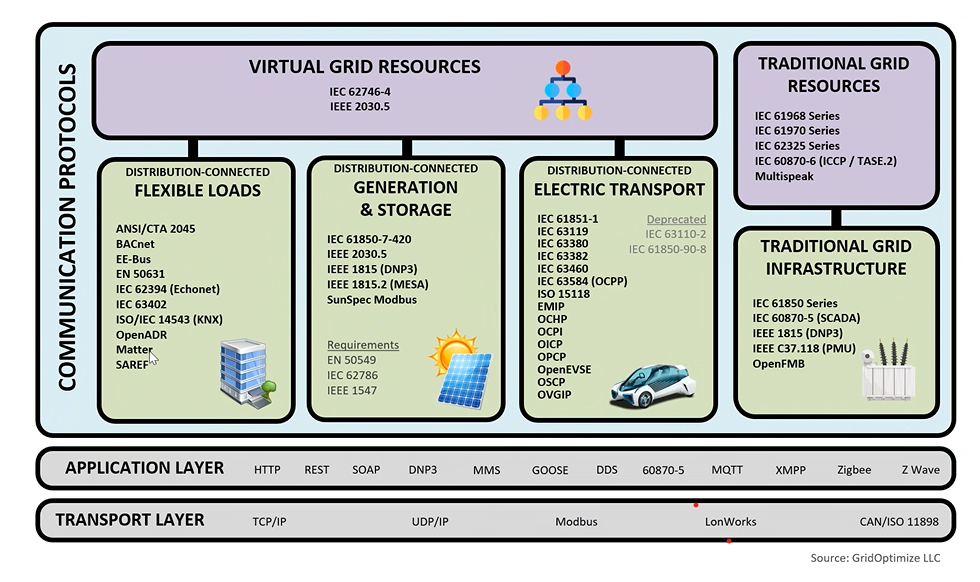 COMMUNICATION PROTOCOLS
VIRTUAL GRID RESOURCES
IEC 62746-4
IEEE 2030.5
DISTRIBUTION-CONNECTED
FLEXIBLE LOADS
ANSI/CTA 2045
BACnet
EE-Bus
EN 50631
IEC 62394 (Echonet)
IEC 63402
ISO/IEC 14543 (KNX)
OpenADR
Matter
SAREF
DISTRIBUTION-CONNECTED
GENERATION
& STORAGE
IEC 61850-7-420
IEEE 2030.5
IEEE 1815 (DNP3)
IEEE 1815.2 (MESA)
SunSpec Modbus
Requirements
EN 50549
IEC 62786
IEEE 1547
DISTRIBUTION-CONNECTED
ELECTRIC TRANSPORT
IEC 61851-1
IEC 63119
IEC 63380
IEC 63382
IEC 63460
IEC 63584 (OCPP)
ISO 15118
EMIP
OCHP
OCPI
OICP
OPCP
OpenEVSE
OSCP
OVGIP
Deprecated
IEC 63110-2
IEC 61850-90-8
TRADITIONAL GRID
RESOURCES
IEC 61968 Series
IEC 61970 Series
IEC 62325 Series
IEC 60870-6 (ICCP / TASE.2)
Multispeak
TRADITIONAL GRID
INFRASTRUCTURE
IEC 61850 Series
IEC 60870-5 (SCADA)
IEEE 1815 (DNP3)
IEEE C37.118 (PMU)
OpenFMB
APPLICATION LAYER HTTP REST SOAP DNP3 MMS GOOSE DDS 60870-5 MQTT XMPP Zigbee Z Wave
TRANSPORT LAYER TCP/IP UDP/IP Modbus LonWorks CAN/ISO 11898
Source: GridOptimize LLC